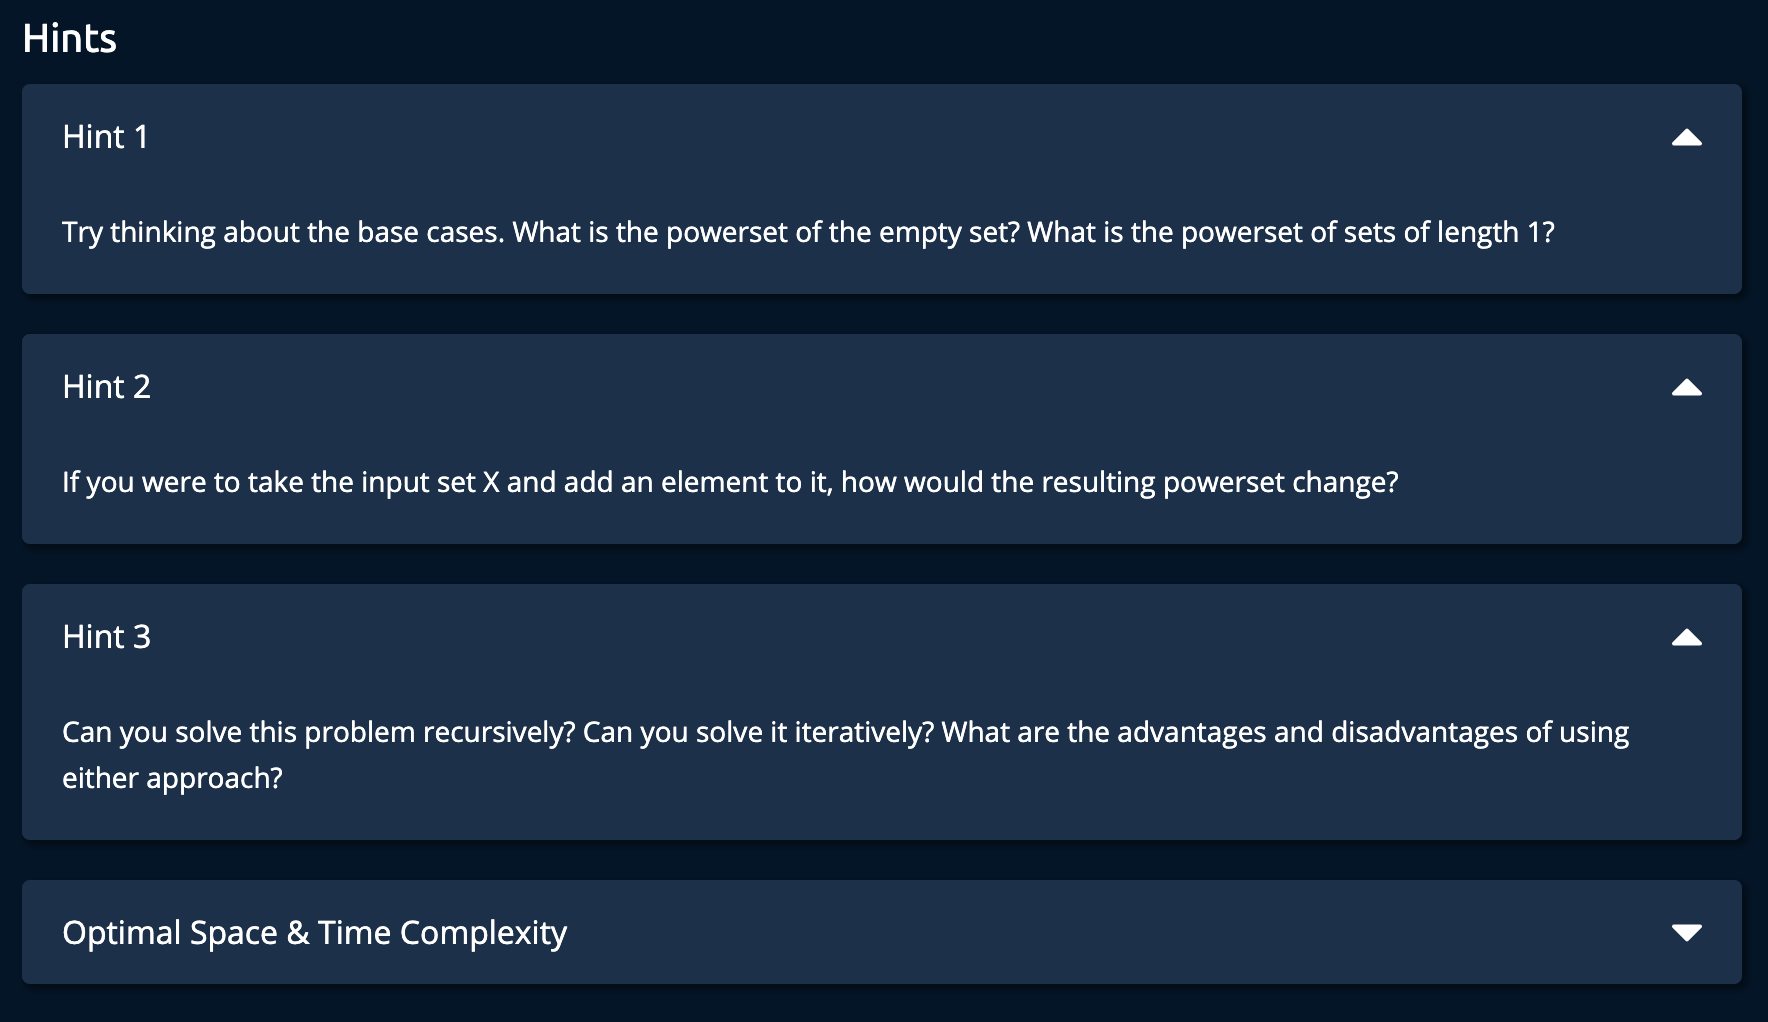 Hints
Hint 1
Try thinking about the base cases. What is the powerset of the empty set? What is the powerset of sets of length 1?
Hint 2
If you were to take the input set X and add an element to it, how would the resulting powerset change?
Hint 3
Can you solve this problem recursively? Can you solve it iteratively? What are the advantages and disadvantages of using
either approach?
Optimal Space & Time Complexity